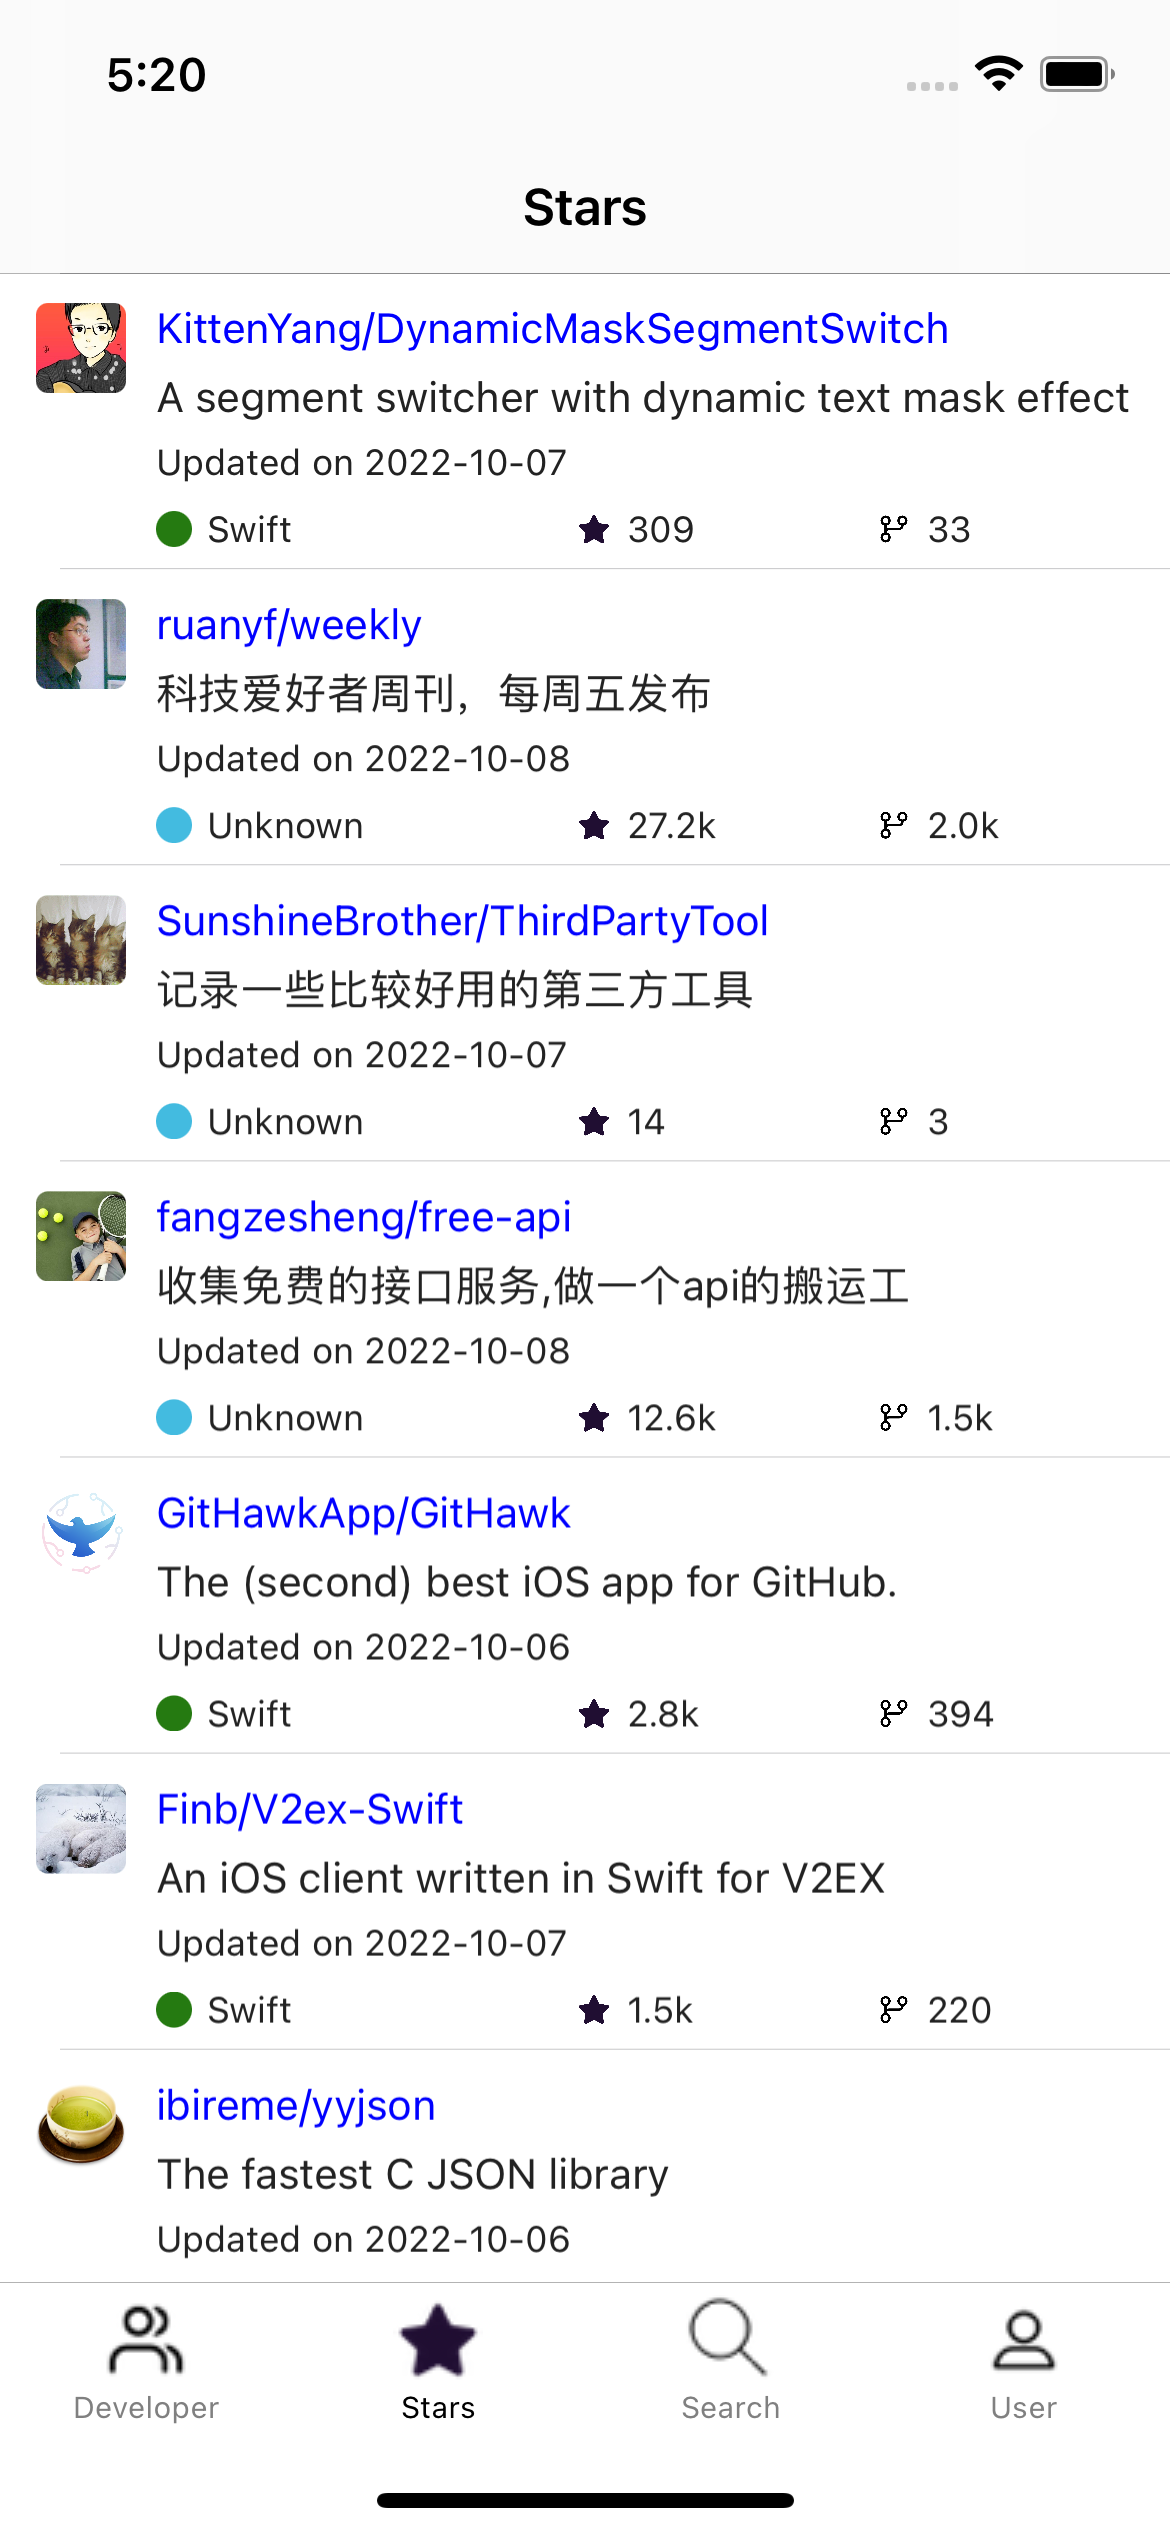 5:20
Stars
KittenYang/DynamicMaskSegmentSwitch
A segment switcher with dynamic text mask effect
Updated on 2022-10-07
Swift 309 33
ruanyf/weekly
科技爱好者周刊，每周五发布
Updated on 2022-10-08
Unknown 27.2k 2.0k
SunshineBrother/ThirdPartyTool
记录一些比较好用的第三方工具
Updated on 2022-10-07
Unknown 14 3
fangzesheng/free-api
收集免费的接口服务,做一个api的搬运工
Updated on 2022-10-08
Unknown 12.6k 1.5k
GitHawkApp/GitHawk
The (second) best iOS app for GitHub.
Updated on 2022-10-06
Swift 2.8k 394
Finb/V2ex-Swift
An iOS client written in Swift for V2EX
Updated on 2022-10-07
Swift 1.5k 220
ibireme/yyjson
The fastest C JSON library
Updated on 2022-10-06
Developer Stars Search User